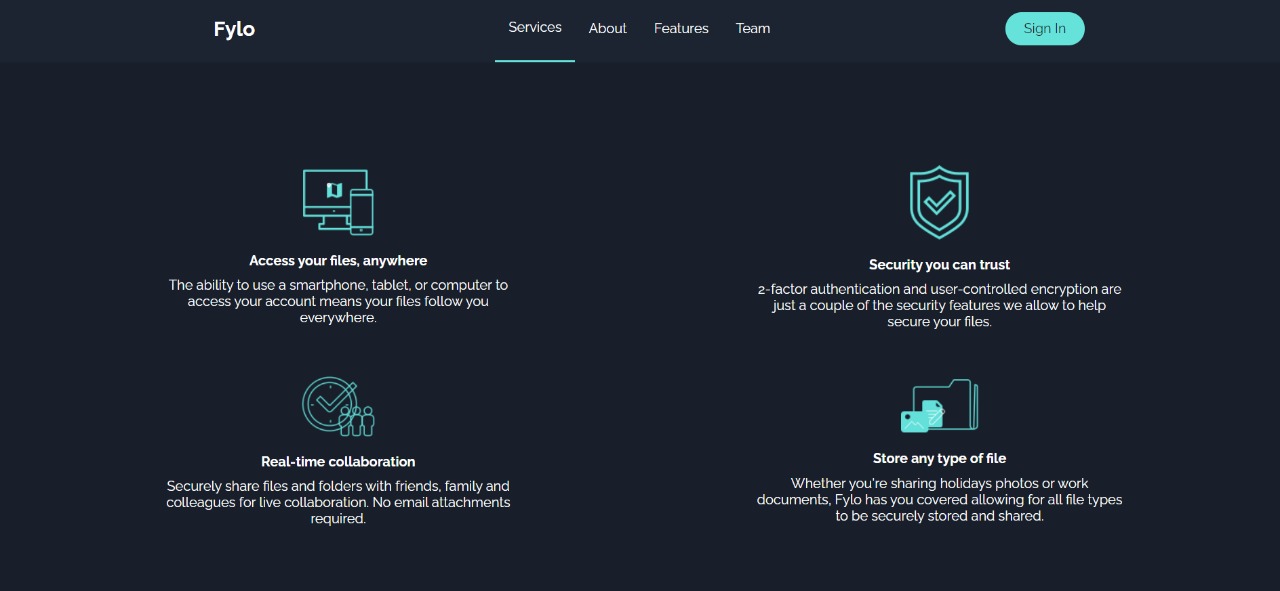 Fylo
Services
About
Features
Team
Sign In
Access your files, anywhere
The ability to use a smartphone, tablet, or computer to
access your account means your files follow you
everywhere.
Security you can trust
2-factor authentication and user-controlled encryption are
just a couple of the security features we allow to help
secure your files.
Real-time collaboration
Securely share files and folders with friends, family and
colleagues for live collaboration. No email attachments
required.
Store any type of file
Whether you're sharing holidays photos or work
documents, Fylo has you covered allowing for all file types
to be securely stored and shared.